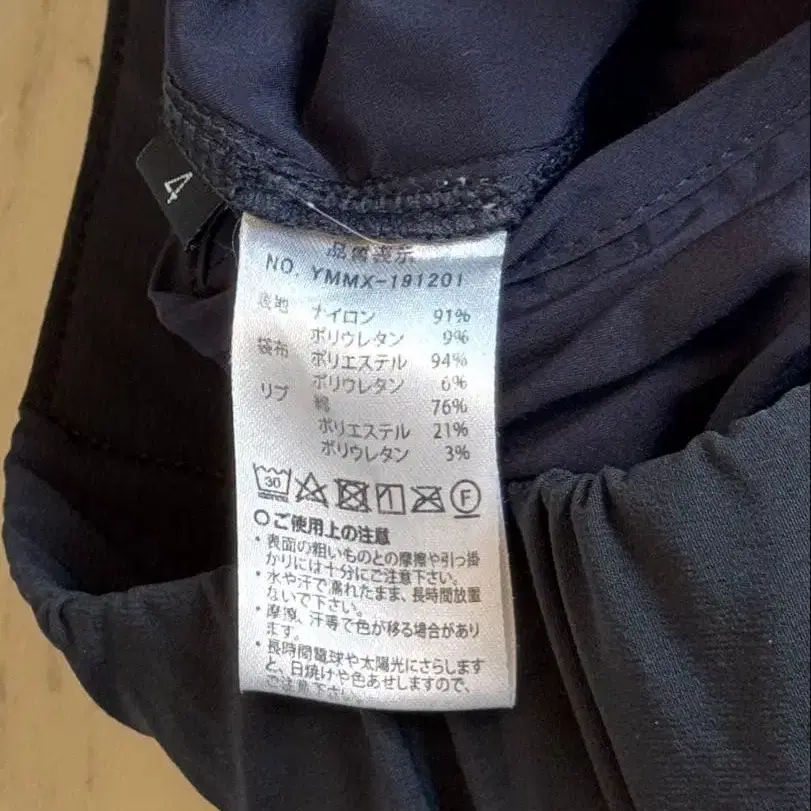 4
品質表示
NO. YMMX-191201
表地 ナイロン 91%
ポリウレタン 9%
袋布 ポリエステル 94%
ポリウレタン 6%
リブ 綿 76%
ポリエステル 21%
ポリウレタン 3%
30
F
○ご使用上の注意
・表面の粗いものとの摩擦や引っ掛
かりには十分にご注意下さい。
・水や汗で濡れたまま、長時間放置
ないで下さい。
・摩擦、汗等で色が移る場合があり
ます。
・長時間電球や太陽光にさらします
と、日焼けや色あせしますので、
ご注意下さい。